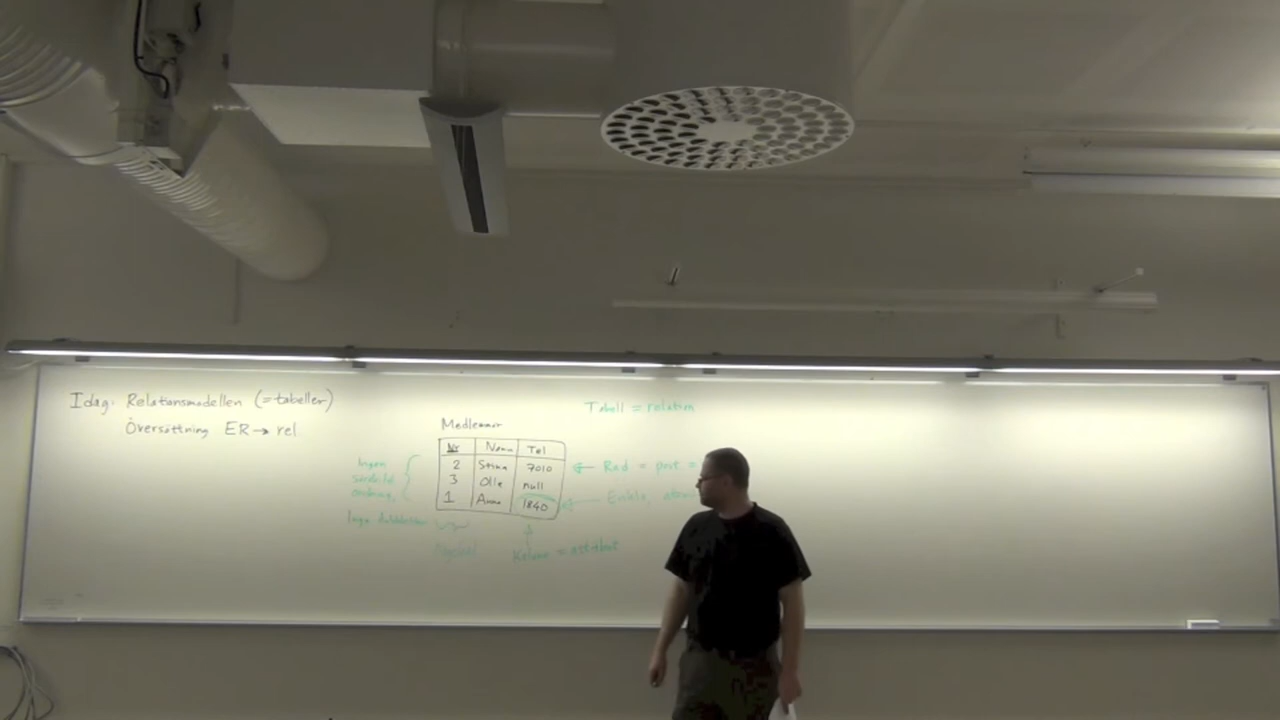 Idag: Relationsmodellen (=tabeller)
Översättning ER→ rel
Tabell = relation
Medlemmar
Nr Namn Tel
2 Stina 7010
3 Olle null
1 Anna 1840
Ingen
ordning
← Rad = post =
← Enkla,
Inga dubbletter
Kolumn = attribut